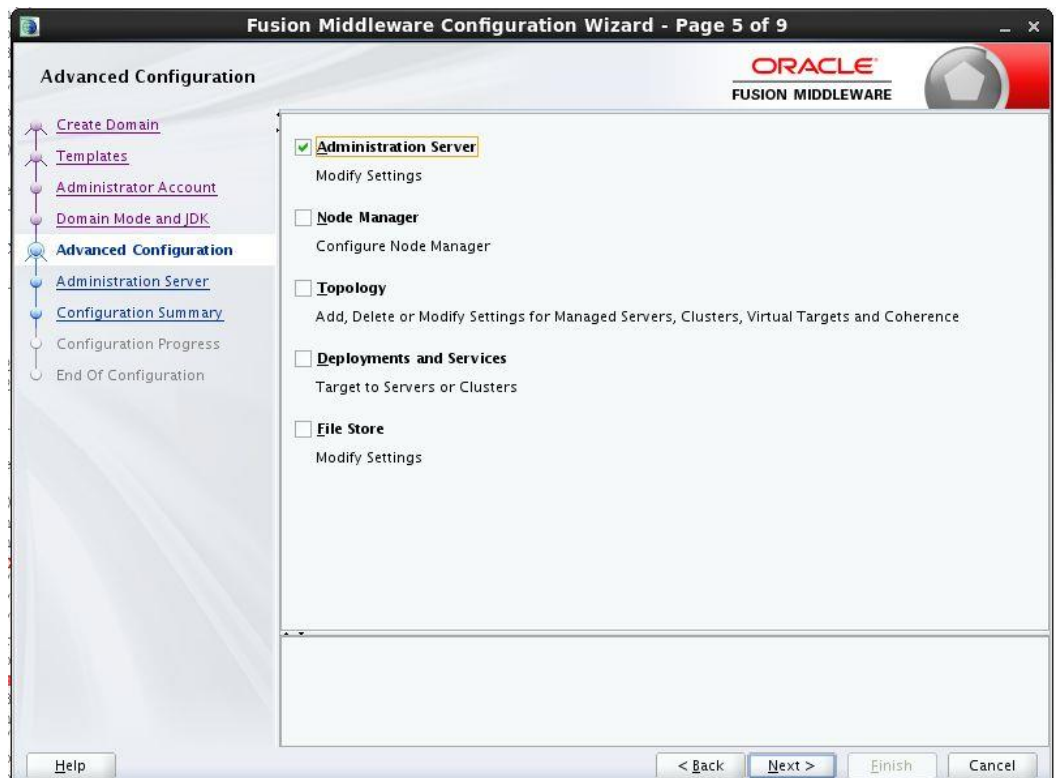 Fusion Middleware Configuration Wizard - Page 5 of 9
Advanced Configuration
ORACLE
FUSION MIDDLEWARE
Create Domain
Templates
Administrator Account
Domain Mode and JDK
Advanced Configuration
Administration Server
Configuration Summary
Configuration Progress
End Of Configuration
Administration Server
Modify Settings
Node Manager
Configure Node Manager
Topology
Add, Delete or Modify Settings for Managed Servers, Clusters, Virtual Targets and Coherence
Deployments and Services
Target to Servers or Clusters
File Store
Modify Settings
Help
< Back
Next >
Finish
Cancel